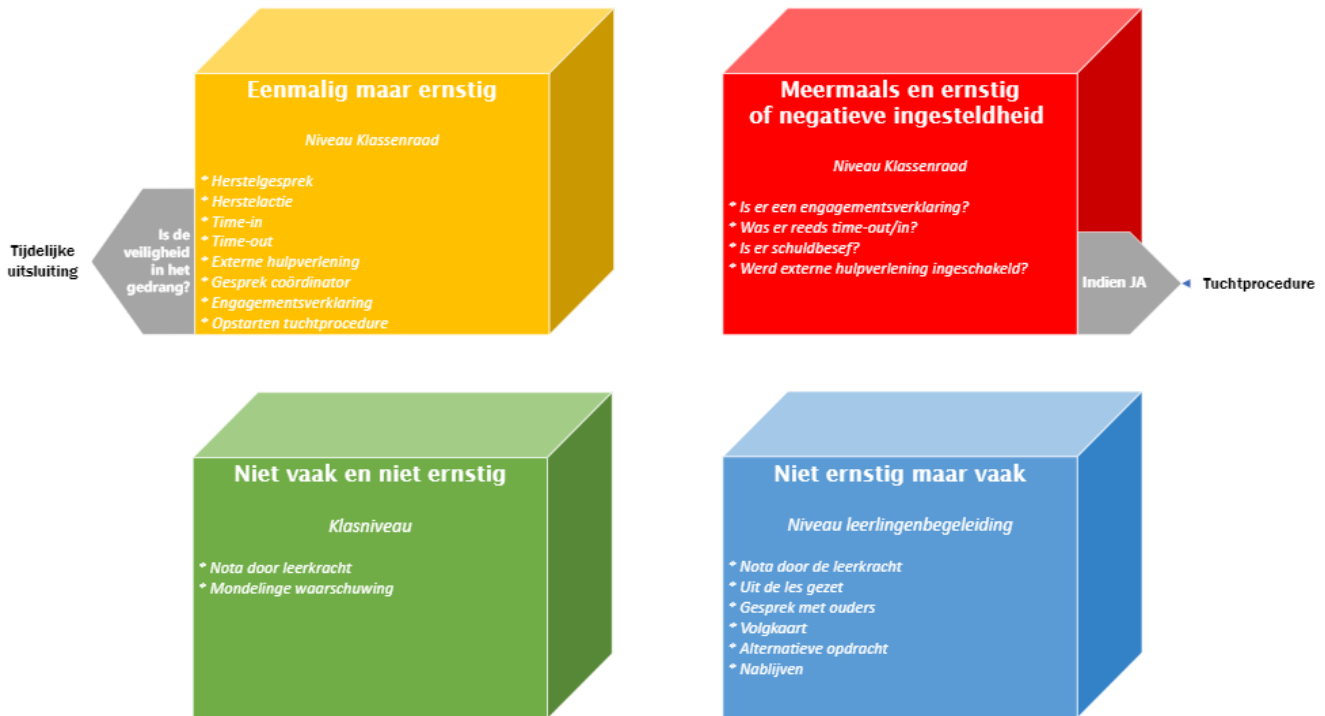 Eenmalig maar ernstig
Niveau Klassenraad
* Herstelgesprek
* Herstelactie
* Time-in
* Time-out
* Externe hulpverlening
* Gesprek coördinator
* Engagementsverklaring
* Opstarten tuchtprocedure
Is de
veiligheid
in het
gedrang?
Tijdelijke
uitsluiting
Meermaals en ernstig
of negatieve ingesteldheid
Niveau Klassenraad
* Is er een engagementsverklaring?
* Was er reeds time-out/in?
* Is er schuldbesef?
* Werd externe hulpverlening ingeschakeld?
Indien JA
Tuchtprocedure
Niet vaak en niet ernstig
Klasniveau
* Nota door leerkracht
* Mondelinge waarschuwing
Niet ernstig maar vaak
Niveau leerlingenbegeleiding
* Nota door de leerkracht
* Uit de les gezet
* Gesprek met ouders
* Volgkaart
* Alternatieve opdracht
* Nablijven